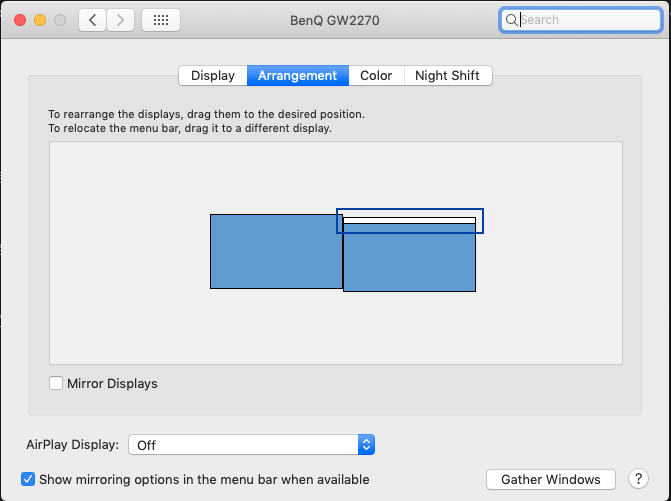 BenQ GW2270
Search
Display
Arrangement
Color
Night Shift
To rearrange the displays, drag them to the desired position.
To relocate the menu bar, drag it to a different display.
Mirror Displays
AirPlay Display:
Off
Show mirroring options in the menu bar when available
Gather Windows
?